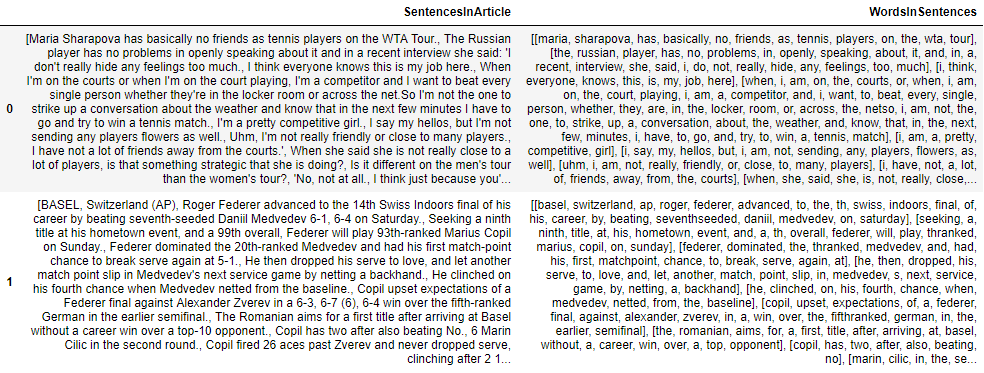 SentencesInArticle WordsInSentences
0
[Maria Sharapova has basically no friends as tennis players on the WTA Tour., The Russian
player has no problems in openly speaking about it and in a recent interview she said: 'I
don't really hide any feelings too much., I think everyone knows this is my job here., When
I'm on the courts or when I'm on the court playing, I'm a competitor and I want to beat every
single person whether they're in the locker room or across the net.So I'm not the one to
strike up a conversation about the weather and know that in the next few minutes I have to
go and try to win a tennis match., I'm a pretty competitive girl., I say my hellos, but I'm not
sending any players flowers as well., Uhm, I'm not really friendly or close to many players.,
I have not a lot of friends away from the courts.', When she said she is not really close to a
lot of players, is that something strategic that she is doing?, Is it different on the men's tour
than the women's tour?, 'No, not at all., I think just because you'...
[[maria, sharapova, has, basically, no, friends, as, tennis, players, on, the, wta, tour],
[the, russian, player, has, no, problems, in, openly, speaking, about, it, and, in, a,
recent, interview, she, said, i, do, not, really, hide, any, feelings, too, much], [i, think,
everyone, knows, this, is, my, job, here], [when, i, am, on, the, courts, or, when, i, am,
on, the, court, playing, i, am, a, competitor, and, i, want, to, beat, every, single,
person, whether, they, are, in, the, locker, room, or, across, the, netso, i, am, not, the,
one, to, strike, up, a, conversation, about, the, weather, and, know, that, in, the, next,
few, minutes, i, have, to, go, and, try, to, win, a, tennis, match], [i, am, a, pretty,
competitive, girl], [i, say, my, hellos, but, i, am, not, sending, any, players, flowers, as,
well], [uhm, i, am, not, really, friendly, or, close, to, many, players], [i, have, not, a, lot,
of, friends, away, from, the, courts], [when, she, said, she, is, not, really, close,...
1
[BASEL, Switzerland (AP), Roger Federer advanced to the 14th Swiss Indoors final of his
career by beating seventh-seeded Daniil Medvedev 6-1, 6-4 on Saturday., Seeking a ninth
title at his hometown event, and a 99th overall, Federer will play 93th-ranked Marius Copil
on Sunday., Federer dominated the 20th-ranked Medvedev and had his first match-point
chance to break serve again at 5-1., He then dropped his serve to love, and let another
match point slip in Medvedev's next service game by netting a backhand., He clinched on
his fourth chance when Medvedev netted from the baseline., Copil upset expectations of a
Federer final against Alexander Zverev in a 6-3, 6-7 (6), 6-4 win over the fifth-ranked
German in the earlier semifinal., The Romanian aims for a first title after arriving at Basel
without a career win over a top-10 opponent., Copil has two after also beating No., 6 Marin
Cilic in the second round., Copil fired 26 aces past Zverev and never dropped serve,
clinching after 2 1...
[[basel, switzerland, ap, roger, federer, advanced, to, the, th, swiss, indoors, final, of,
his, career, by, beating, seventhseeded, daniil, medvedev, on, saturday], [seeking, a,
ninth, title, at, his, hometown, event, and, a, th, overall, federer, will, play, thranked,
marius, copil, on, sunday], [federer, dominated, the, thranked, medvedev, and, had,
his, first, matchpoint, chance, to, break, serve, again, at], [he, then, dropped, his,
serve, to, love, and, let, another, match, point, slip, in, medvedev, s, next, service,
game, by, netting, a, backhand], [he, clinched, on, his, fourth, chance, when,
medvedev, netted, from, the, baseline], [copil, upset, expectations, of, a, federer,
final, against, alexander, zverev, in, a, win, over, the, fifthranked, german, in, the,
earlier, semifinal], [the, romanian, aims, for, a, first, title, after, arriving, at, basel,
without, a, career, win, over, a, top, opponent], [copil, has, two, after, also, beating,
no], [marin, cilic, in, the, se...